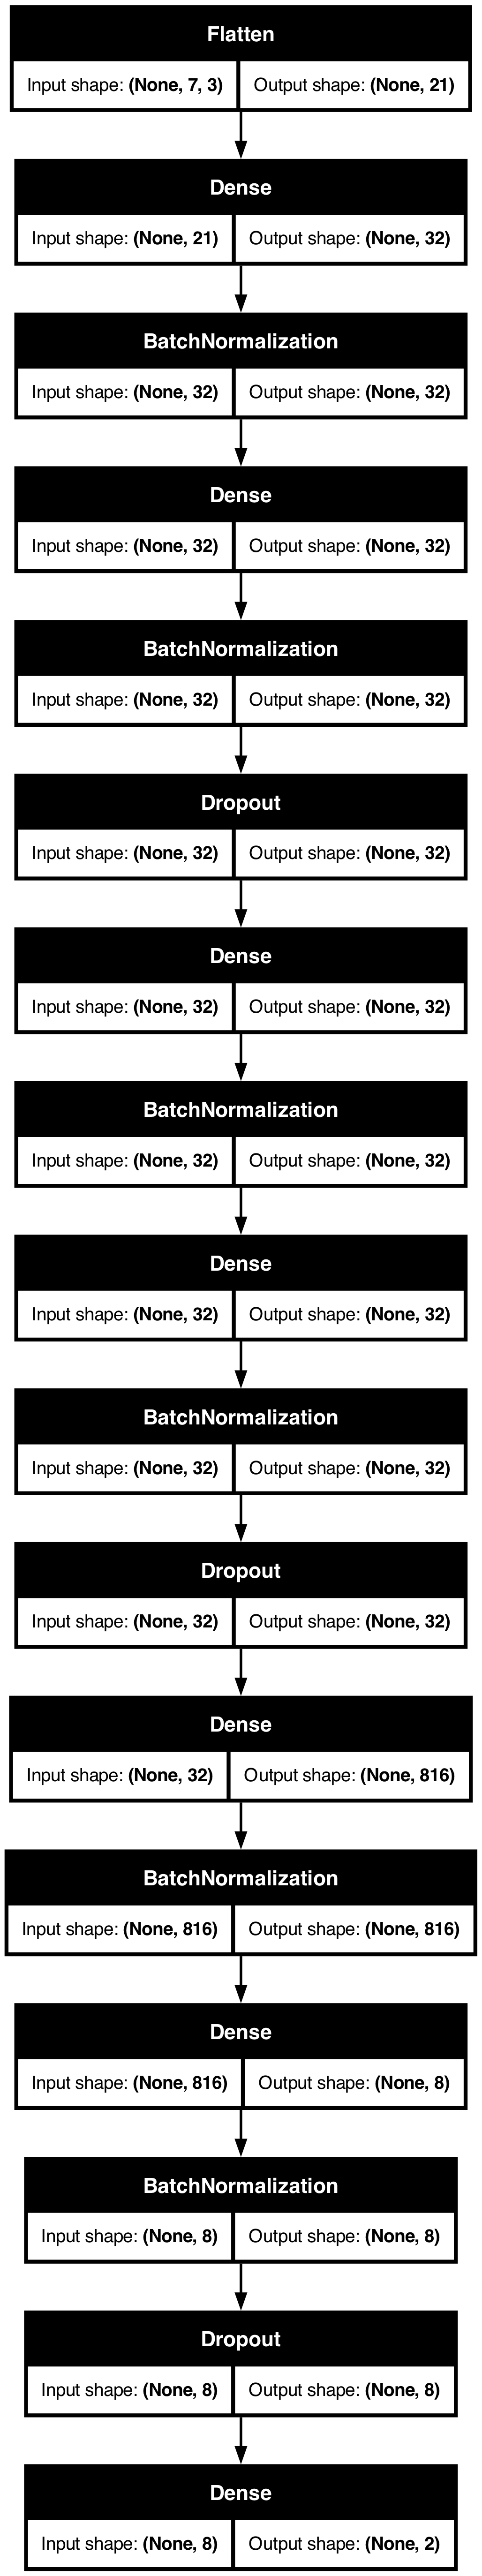 Flatten
Input shape: (None, 7, 3) Output shape: (None, 21)
Dense
Input shape: (None, 21) Output shape: (None, 32)
BatchNormalization
Input shape: (None, 32) Output shape: (None, 32)
Dense
Input shape: (None, 32) Output shape: (None, 32)
BatchNormalization
Input shape: (None, 32) Output shape: (None, 32)
Dropout
Input shape: (None, 32) Output shape: (None, 32)
Dense
Input shape: (None, 32) Output shape: (None, 32)
BatchNormalization
Input shape: (None, 32) Output shape: (None, 32)
Dense
Input shape: (None, 32) Output shape: (None, 32)
BatchNormalization
Input shape: (None, 32) Output shape: (None, 32)
Dropout
Input shape: (None, 32) Output shape: (None, 32)
Dense
Input shape: (None, 32) Output shape: (None, 816)
BatchNormalization
Input shape: (None, 816) Output shape: (None, 816)
Dense
Input shape: (None, 816) Output shape: (None, 8)
BatchNormalization
Input shape: (None, 8) Output shape: (None, 8)
Dropout
Input shape: (None, 8) Output shape: (None, 8)
Dense
Input shape: (None, 8) Output shape: (None, 2)